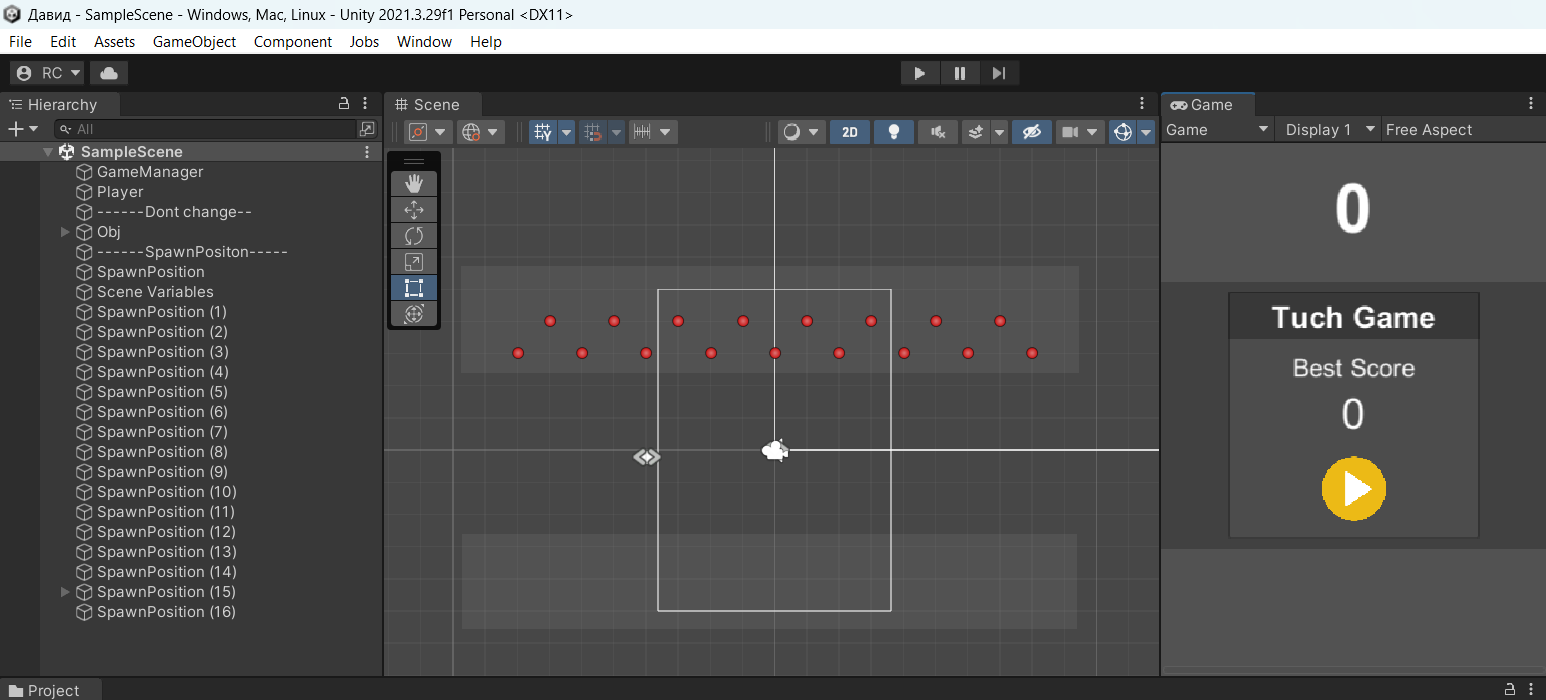 Давид - SampleScene - Windows, Mac, Linux - Unity 2021.3.29f1 Personal <DX11>
File Edit Assets GameObject Component Jobs Window Help
RC
Hierarchy
All
SampleScene
GameManager
Player
------Dont change--
Obj
------SpawnPositon-----
SpawnPosition
Scene Variables
SpawnPosition (1)
SpawnPosition (2)
SpawnPosition (3)
SpawnPosition (4)
SpawnPosition (5)
SpawnPosition (6)
SpawnPosition (7)
SpawnPosition (8)
SpawnPosition (9)
SpawnPosition (10)
SpawnPosition (11)
SpawnPosition (12)
SpawnPosition (13)
SpawnPosition (14)
SpawnPosition (15)
SpawnPosition (16)
Scene
2D
Game
Game Display 1 Free Aspect
0
Tuch Game
Best Score
0
Project